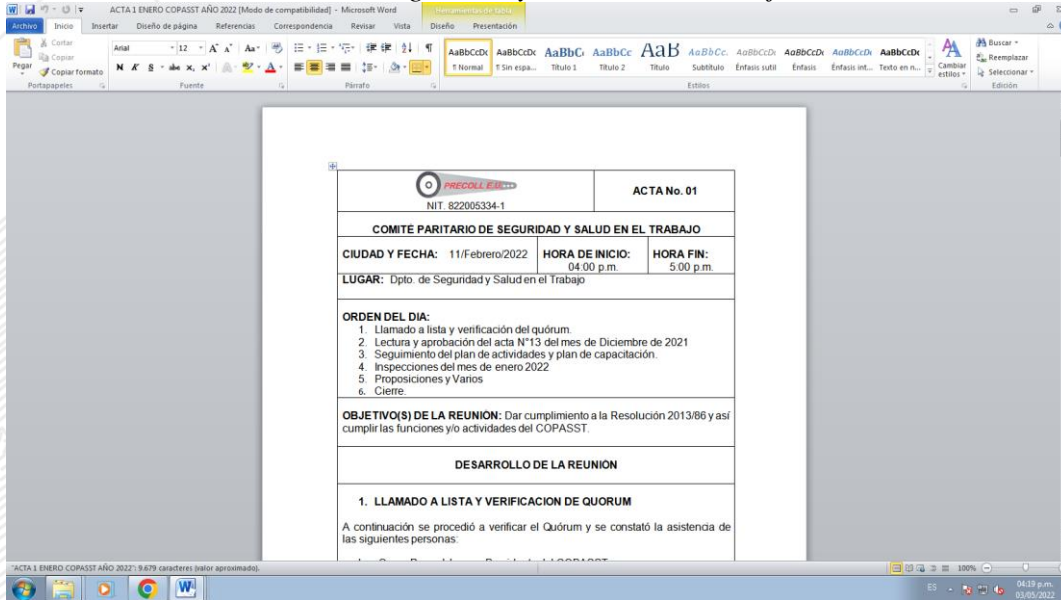 ACTA 1 ENERO COPASST AÑO 2022 [Modo de compatibilidad] - Microsoft Word
Herramientas de tabla
Archivo Inicio Insertar Diseño de página Referencias Correspondencia Revisar Vista Diseño Presentación
Pegar
Cortar
Copiar
Copiar formato
Portapapeles
Arial 12
Fuente
Párrafo
AaBbCcDc AaBbCcDc AaBbC AaBbCc AaB AaBbCc. AaBbCcDc AaBbCcDc AaBbCcDc AaBbCcDc
¶ Normal ¶ Sin espa... Título 1 Título 2 Título Subtítulo Énfasis sutil Énfasis Énfasis int... Texto en n...
Cambiar estilos
Estilos
Buscar
Reemplazar
Seleccionar
Edición
PRECOLL E.U.
NIT. 822005334-1
ACTA No. 01
COMITÉ PARITARIO DE SEGURIDAD Y SALUD EN EL TRABAJO
CIUDAD Y FECHA: 11/Febrero/2022
HORA DE INICIO:
04:00 p.m.
HORA FIN:
5:00 p.m.
LUGAR: Dpto. de Seguridad y Salud en el Trabajo
ORDEN DEL DIA:
1. Llamado a lista y verificación del quórum.
2. Lectura y aprobación del acta N°13 del mes de Diciembre de 2021
3. Seguimiento del plan de actividades y plan de capacitación.
4. Inspecciones del mes de enero 2022
5. Proposiciones y Varios
6. Cierre.
OBJETIVO(S) DE LA REUNIÓN: Dar cumplimiento a la Resolución 2013/86 y así
cumplir las funciones y/o actividades del COPASST.
DESARROLLO DE LA REUNIÓN
1. LLAMADO A LISTA Y VERIFICACION DE QUORUM
A continuación se procedió a verificar el Quórum y se constató la asistencia de
las siguientes personas:
"ACTA 1 ENERO COPASST AÑO 2022": 9.679 caracteres (valor aproximado).
100%
ES
04:19 p.m.
03/05/2022